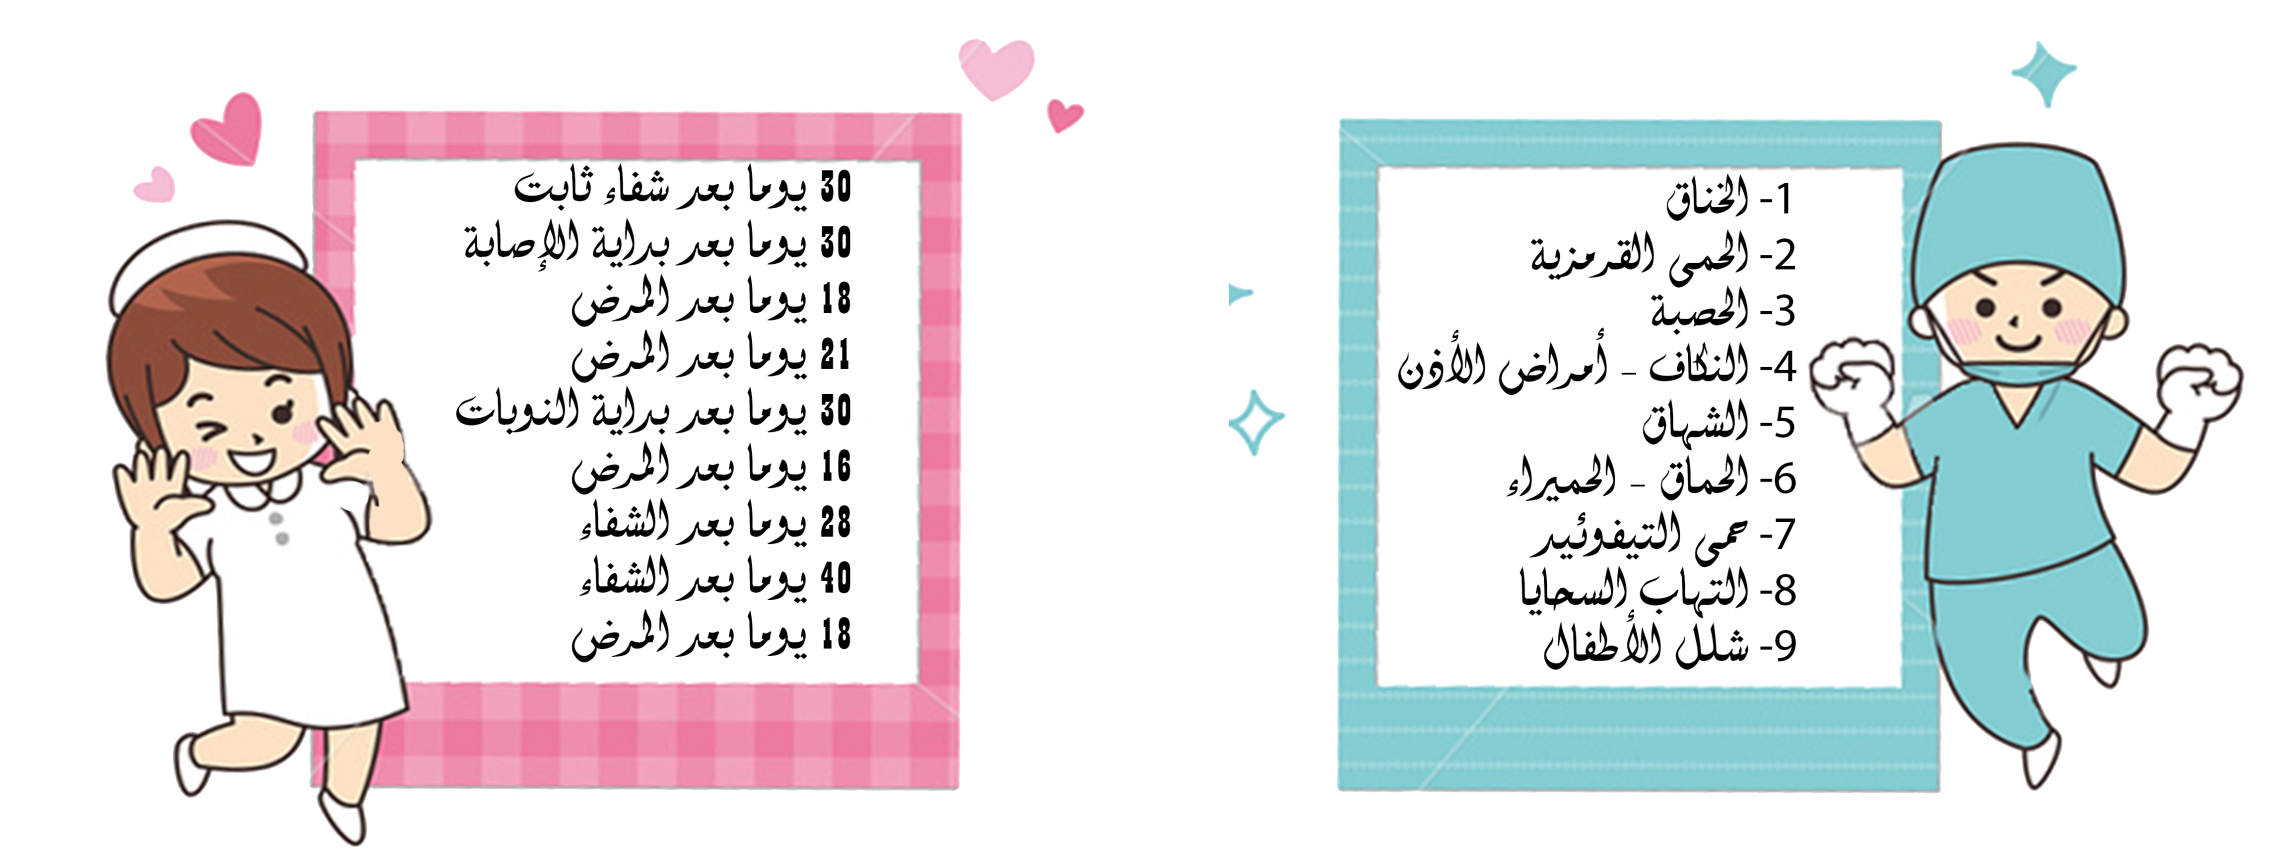 1- الخناق
2- الحمى القرمزية
3- الحصبة
4- النكاف - أمراض الأذن
5- الشهاق
6- الحماق - الحميراء
7- حمى التيفوئيد
8- التهاب السحايا
9- شلل الأطفال
30 يوما بعد شفاء ثابت
30 يوما بعد بداية الإصابة
18 يوما بعد المرض
21 يوما بعد المرض
30 يوما بعد بداية النوبات
16 يوما بعد المرض
28 يوما بعد الشفاء
40 يوما بعد الشفاء
18 يوما بعد المرض